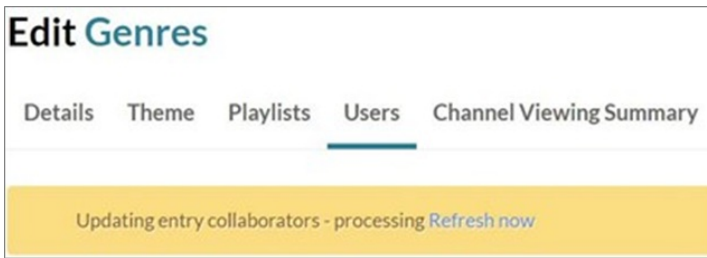 Edit Genres
Details Theme Playlists Users Channel Viewing Summary
Updating entry collaborators - processing Refresh now